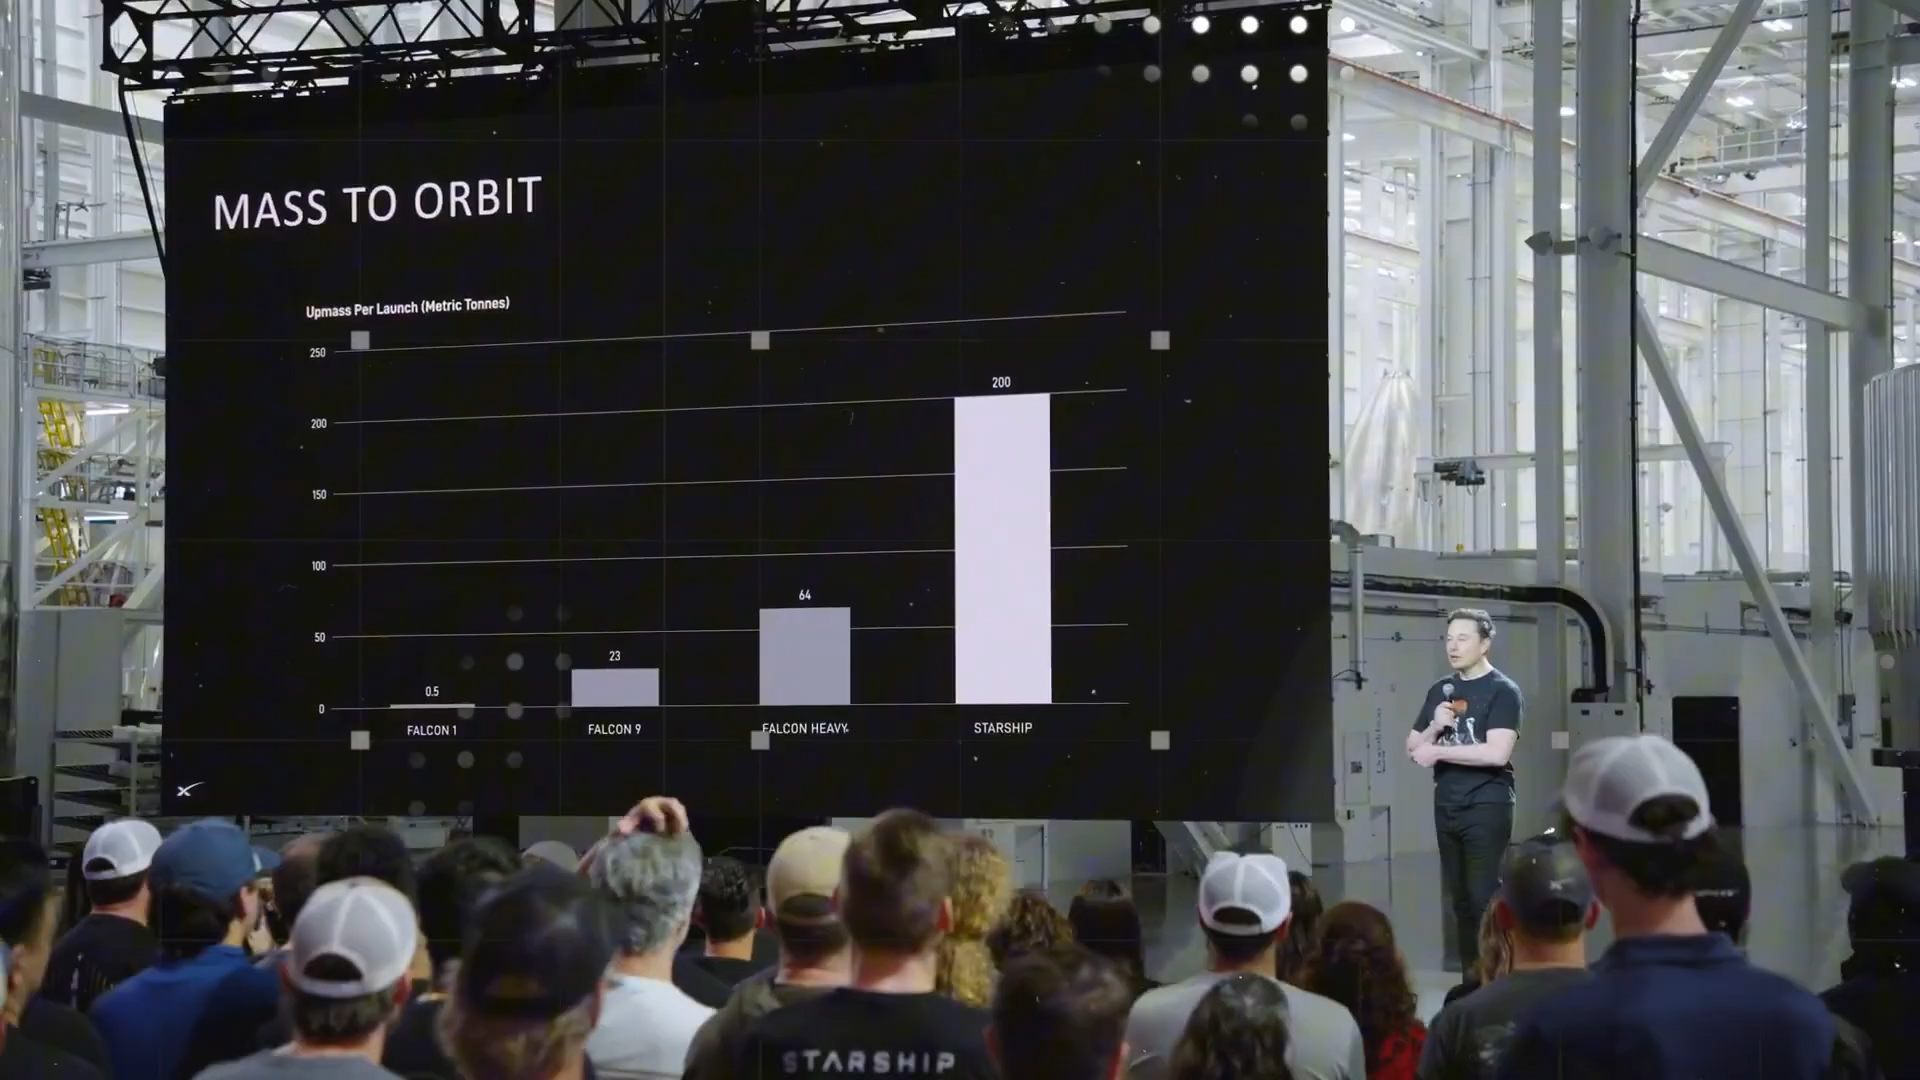 MASS TO ORBIT
Upmass Per Launch (Metric Tonnes)
250
200
150
100
50
0
0.5
23
64
200
FALCON 1
FALCON 9
FALCON HEAVY
STARSHIP
STARSHIP